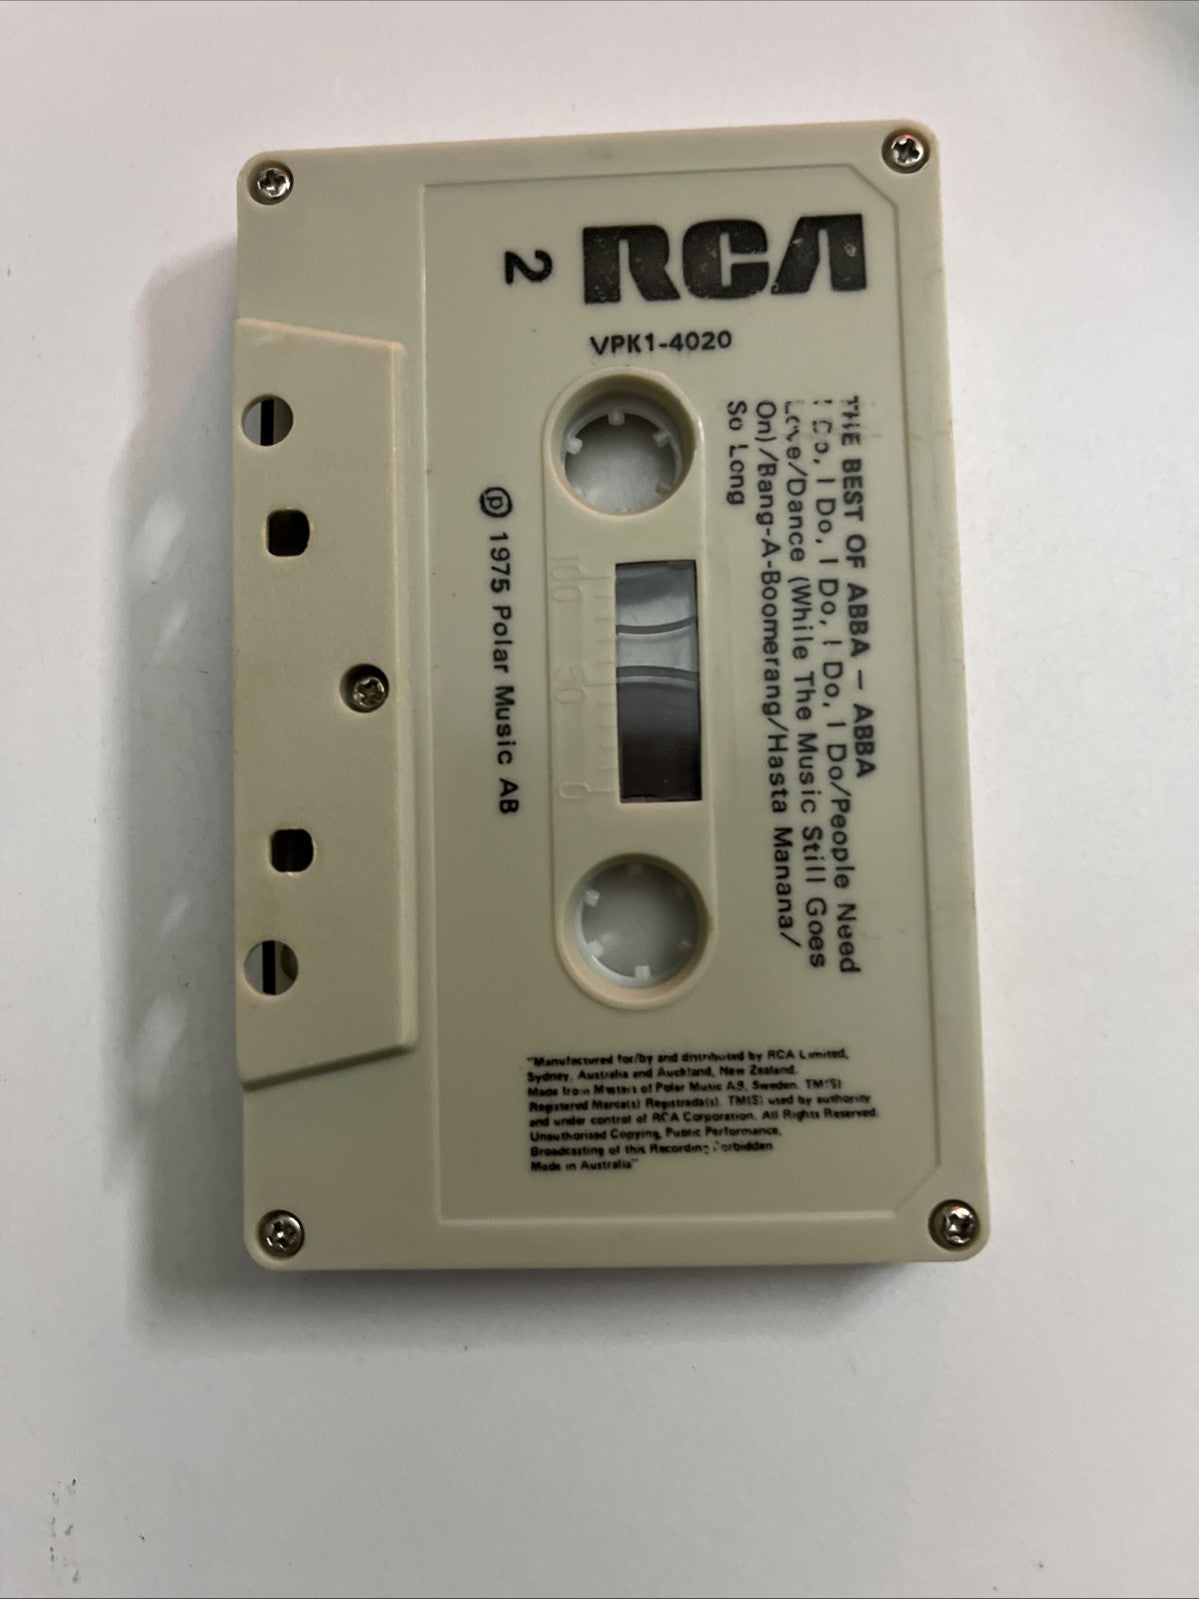 RCA
2
VPK1-4020
THE BEST OF ABBA — ABBA
I Do, I Do, I Do, I Do, I Do/People Need
Love/Dance (While The Music Still Goes
On)/Bang-A-Boomerang/Hasta Manana/
So Long
100 50 0
℗ 1975 Polar Music AB
"Manufactured for/by and distributed by RCA Limited,
Sydney, Australia and Auckland, New Zealand.
Made from Masters of Polar Music AB, Sweden. TM(S)
Registered Marca(s) Registrada(s). TM(S) used by authority
and under control of RCA Corporation. All Rights Reserved.
Unauthorised Copying, Public Performance,
Broadcasting of this Recording Forbidden
Made in Australia"